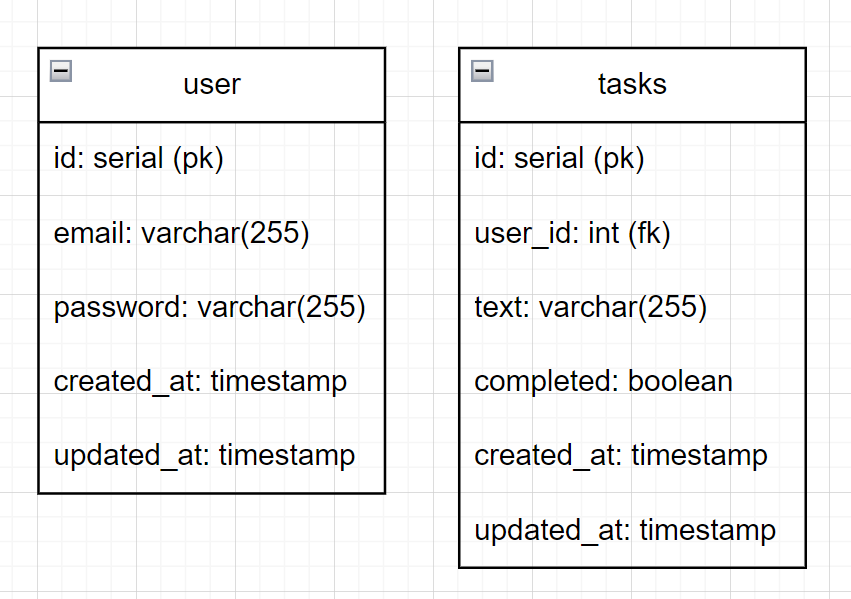 user
id: serial (pk)
email: varchar(255)
password: varchar(255)
created_at: timestamp
updated_at: timestamp
tasks
id: serial (pk)
user_id: int (fk)
text: varchar(255)
completed: boolean
created_at: timestamp
updated_at: timestamp